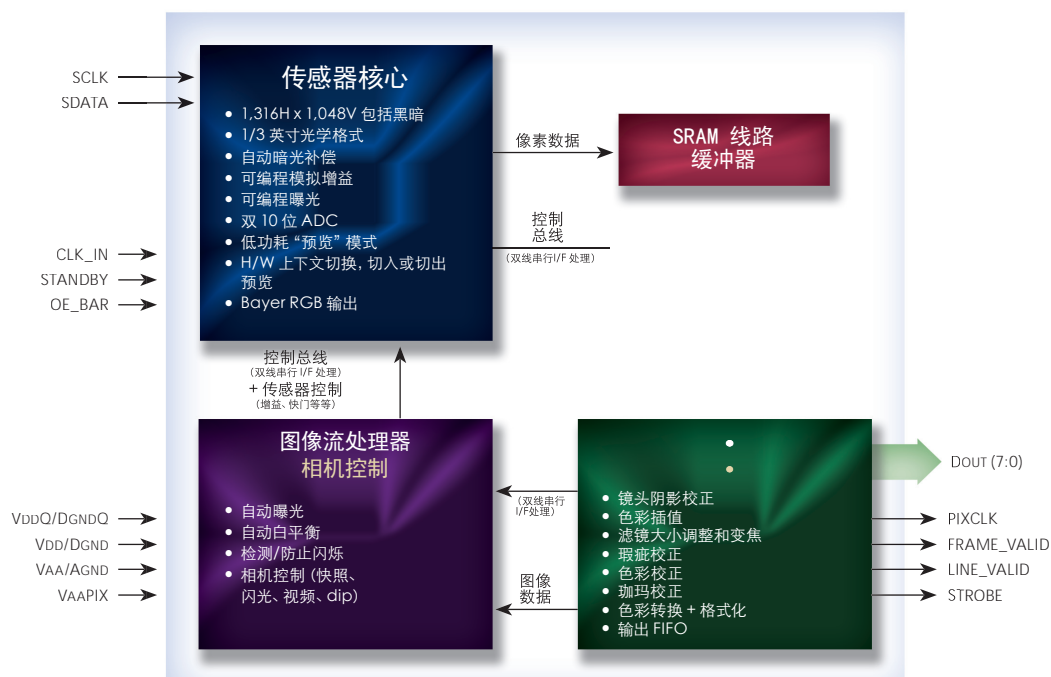 SCLK
SDATA
CLK_IN
STANDBY
OE_BAR
传感器核心
• 1,316H x 1,048V 包括黑暗
• 1/3 英寸光学格式
• 自动暗光补偿
• 可编程模拟增益
• 可编程曝光
• 双 10 位 ADC
• 低功耗 “预览” 模式
• H/W 上下文切换, 切入或切出
预览
• Bayer RGB 输出
像素数据
SRAM 线路
缓冲器
控制
总线
(双线串行I/F 处理)
控制总线
(双线串行 I/F 处理)
+ 传感器控制
(增益、快门等等)
VDDQ/DGNDQ
VDD/DGND
VAA/AGND
VAAPIX
图像流处理器
相机控制
• 自动曝光
• 自动白平衡
• 检测/防止闪烁
• 相机控制 (快照、
闪光、视频、dip)
(双线串行
I/F处理)
图像
数据
:
• 镜头阴影校正
• 色彩插值
• 滤镜大小调整和变焦
• 瑕疵校正
• 色彩校正
• 珈玛校正
• 色彩转换 + 格式化
• 输出 FIFO
DOUT (7:0)
PIXCLK
FRAME_VALID
LINE_VALID
STROBE